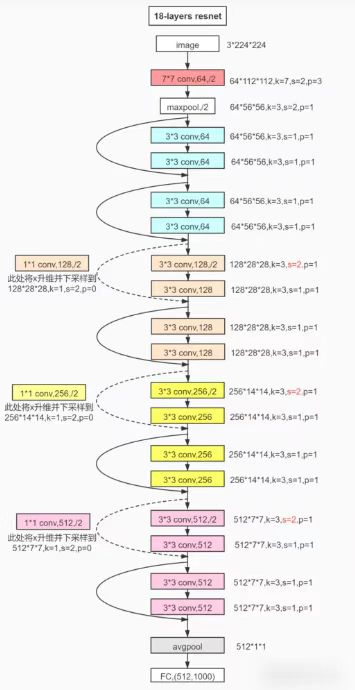 18-layers resnet
image 3*224*224
7*7 conv,64,/2 64*112*112,k=7,s=2,p=3
maxpool,/2 64*56*56,k=3,s=2,p=1
3*3 conv,64 64*56*56,k=3,s=1,p=1
3*3 conv,64 64*56*56,k=3,s=1,p=1
3*3 conv,64 64*56*56,k=3,s=1,p=1
3*3 conv,64 64*56*56,k=3,s=1,p=1
1*1 conv,128,/2 3*3 conv,128,/2 128*28*28,k=3,s=2,p=1
此处将x升维并下采样到
128*28*28,k=1,s=2,p=0 3*3 conv,128 128*28*28,k=3,s=1,p=1
3*3 conv,128 128*28*28,k=3,s=1,p=1
3*3 conv,128 128*28*28,k=3,s=1,p=1
1*1 conv,256,/2 3*3 conv,256,/2 256*14*14,k=3,s=2,p=1
此处将x升维并下采样到
256*14*14,k=1,s=2,p=0 3*3 conv,256 256*14*14,k=3,s=1,p=1
3*3 conv,256 256*14*14,k=3,s=1,p=1
3*3 conv,256 256*14*14,k=3,s=1,p=1
1*1 conv,512,/2 3*3 conv,512,/2 512*7*7,k=3,s=2,p=1
此处将x升维并下采样到
512*7*7,k=1,s=2,p=0 3*3 conv,512 512*7*7,k=3,s=1,p=1
3*3 conv,512 512*7*7,k=3,s=1,p=1
3*3 conv,512 512*7*7,k=3,s=1,p=1
avgpool 512*1*1
FC,(512,1000)